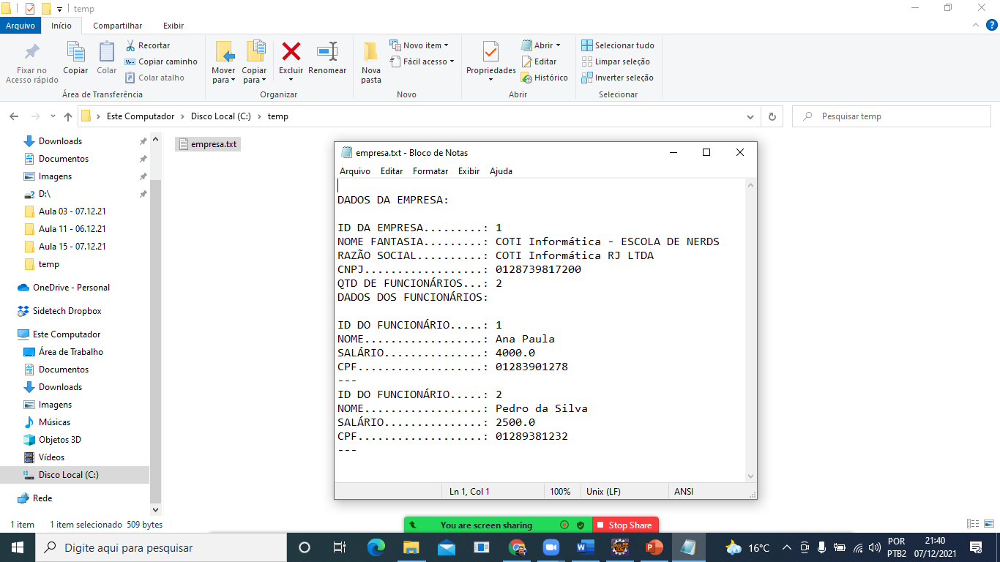 temp
Arquivo Início Compartilhar Exibir
Fixar no Acesso rápido
Copiar
Colar
Recortar
Copiar caminho
Colar atalho
Área de Transferência
Mover para
Copiar para
Excluir
Renomear
Organizar
Nova pasta
Novo item
Fácil acesso
Novo
Propriedades
Abrir
Editar
Histórico
Abrir
Selecionar tudo
Limpar seleção
Inverter seleção
Selecionar
Este Computador > Disco Local (C:) > temp
Pesquisar temp
Downloads
Documentos
Imagens
D:\
Aula 03 - 07.12.21
Aula 11 - 06.12.21
Aula 15 - 07.12.21
temp
OneDrive - Personal
Sidetech Dropbox
Este Computador
Área de Trabalho
Documentos
Downloads
Imagens
Músicas
Objetos 3D
Vídeos
Disco Local (C:)
Rede
empresa.txt
empresa.txt - Bloco de Notas
Arquivo Editar Formatar Exibir Ajuda
DADOS DA EMPRESA:
ID DA EMPRESA.........: 1
NOME FANTASIA.........: COTI Informática - ESCOLA DE NERDS
RAZÃO SOCIAL..........: COTI Informática RJ LTDA
CNPJ..................: 0128739817200
QTD DE FUNCIONÁRIOS...: 2
DADOS DOS FUNCIONÁRIOS:
ID DO FUNCIONÁRIO.....: 1
NOME..................: Ana Paula
SALÁRIO...............: 4000.0
CPF...................: 01283901278
---
ID DO FUNCIONÁRIO.....: 2
NOME..................: Pedro da Silva
SALÁRIO...............: 2500.0
CPF...................: 01289381232
---
Ln 1, Col 1 100% Unix (LF) ANSI
1 item 1 item selecionado 509 bytes
You are screen sharing Stop Share
Digite aqui para pesquisar
16°C
POR
PTB2
21:40
07/12/2021